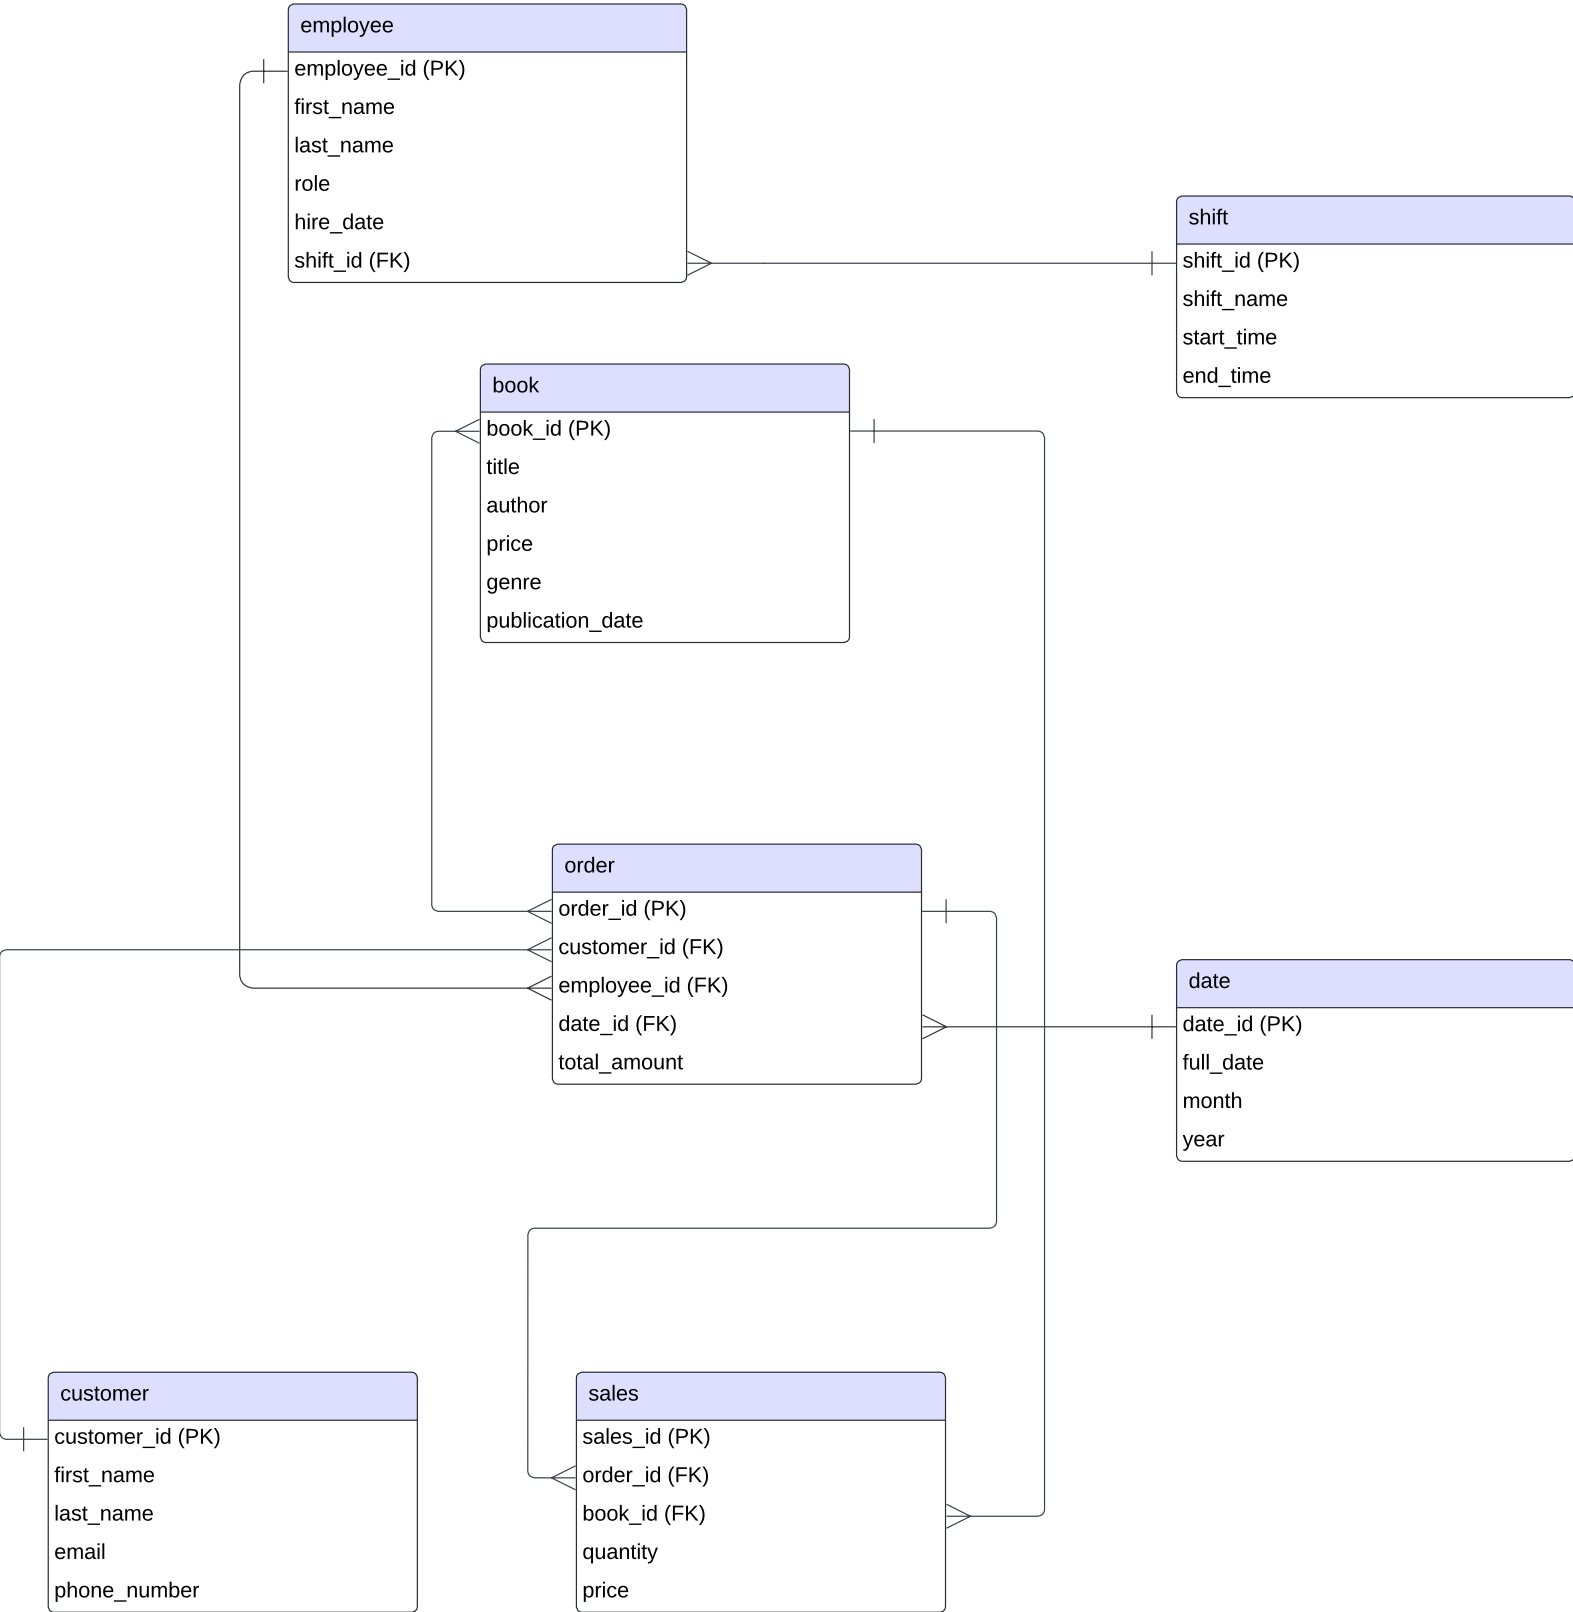 employee
employee_id (PK)
first_name
last_name
role
hire_date
shift_id (FK)
shift
shift_id (PK)
shift_name
start_time
end_time
book
book_id (PK)
title
author
price
genre
publication_date
order
order_id (PK)
customer_id (FK)
employee_id (FK)
date_id (FK)
total_amount
date
date_id (PK)
full_date
month
year
customer
customer_id (PK)
first_name
last_name
email
phone_number
sales
sales_id (PK)
order_id (FK)
book_id (FK)
quantity
price